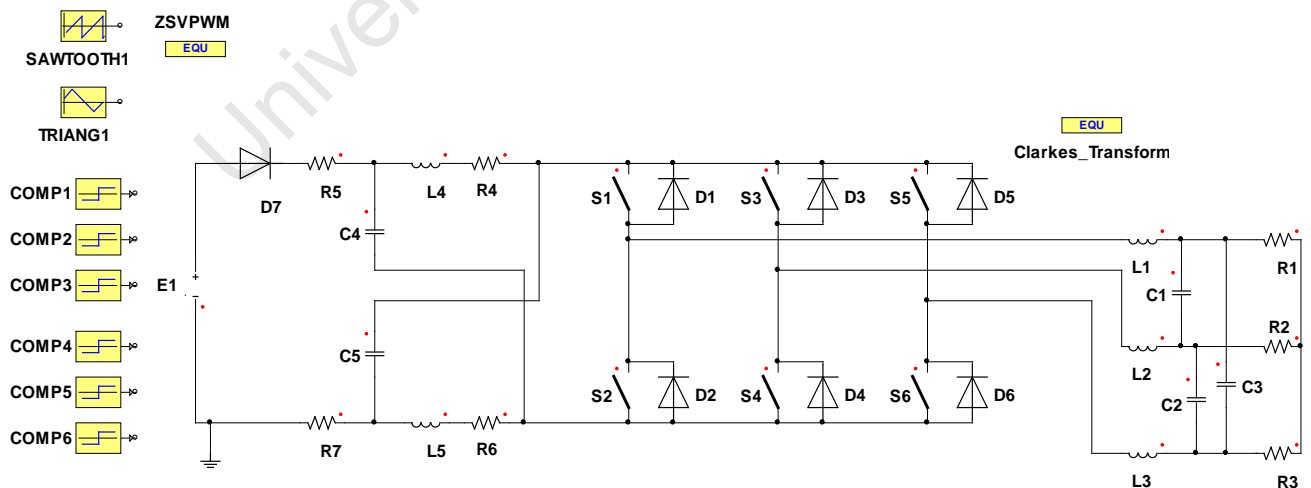 ZSVPWM
EQU
SAWTOOTH1
TRIANG1
EQU
Clarkes_Transform
COMP1
COMP2
COMP3
COMP4
COMP5
COMP6
E1
D7
R5
L4
R4
C4
C5
R7
L5
R6
S1
D1
S3
D3
S5
D5
S2
D2
S4
D4
S6
D6
L1
R1
C1
R2
L2
C3
C2
L3
R3
Univer